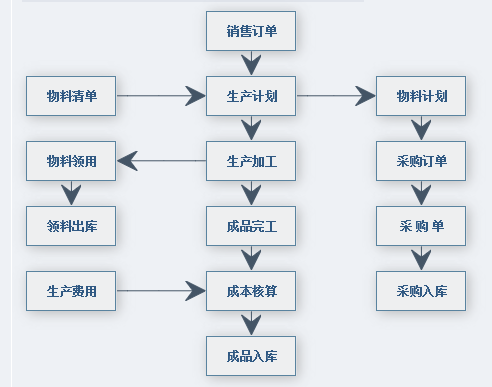 销售订单
物料清单
生产计划
物料计划
物料领用
生产加工
采购订单
领料出库
成品完工
采 购 单
生产费用
成本核算
采购入库
成品入库